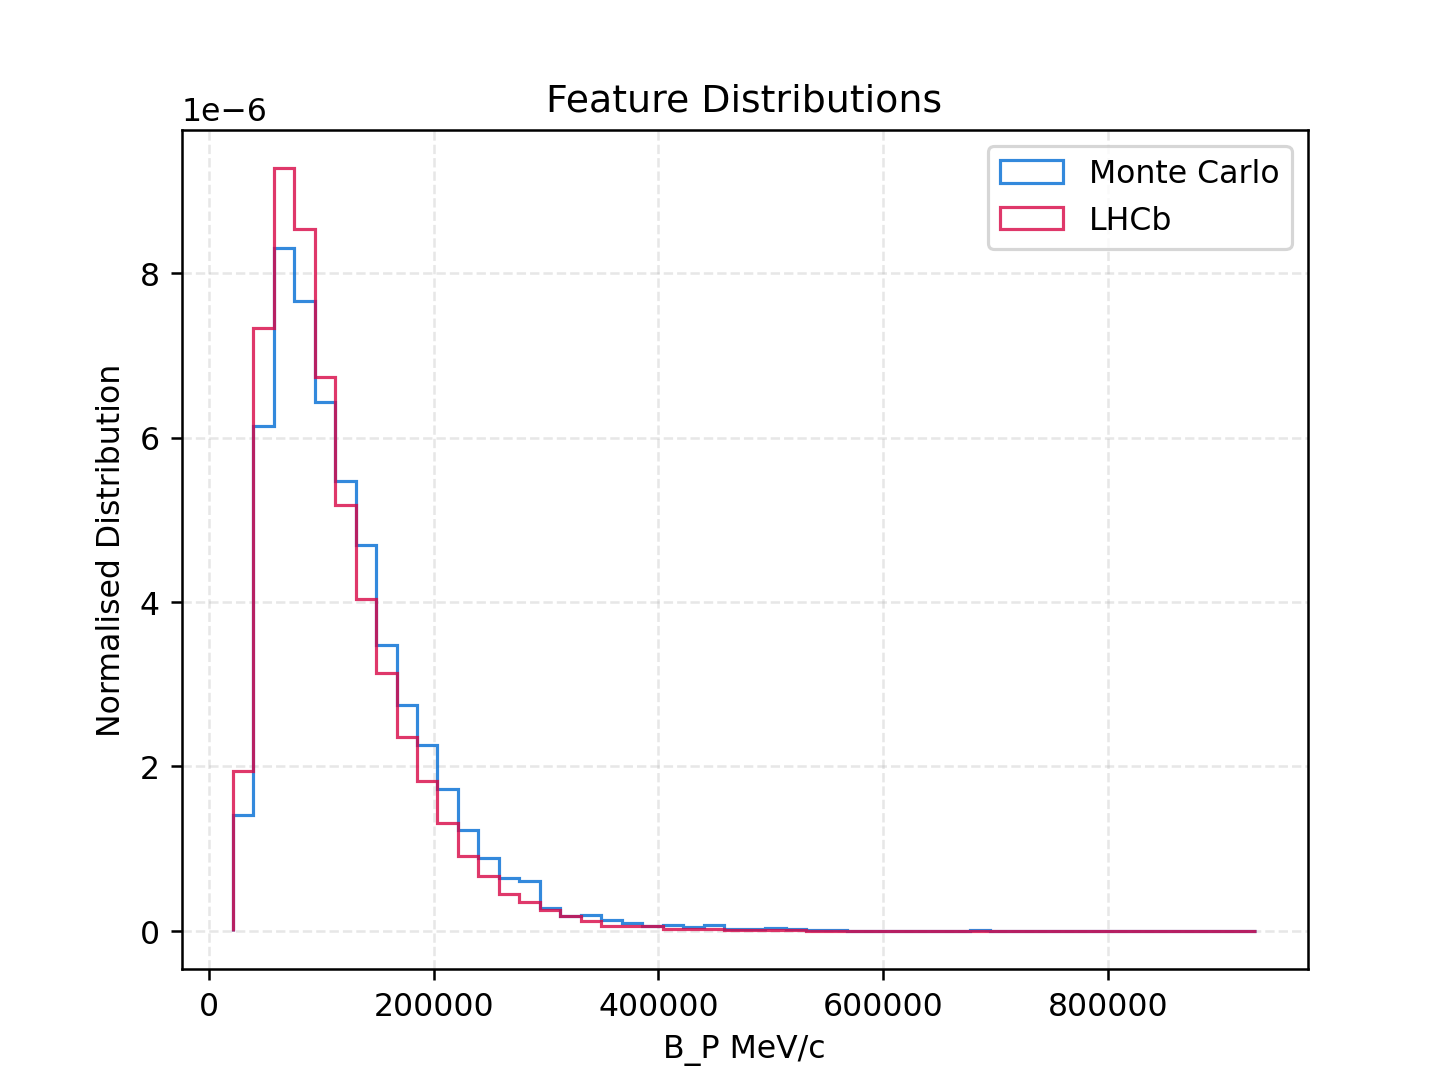 Feature Distributions
1e−6
Monte Carlo
LHCb
8
6
4
2
0
Normalised Distribution
0 200000 400000 600000 800000
B_P MeV/c